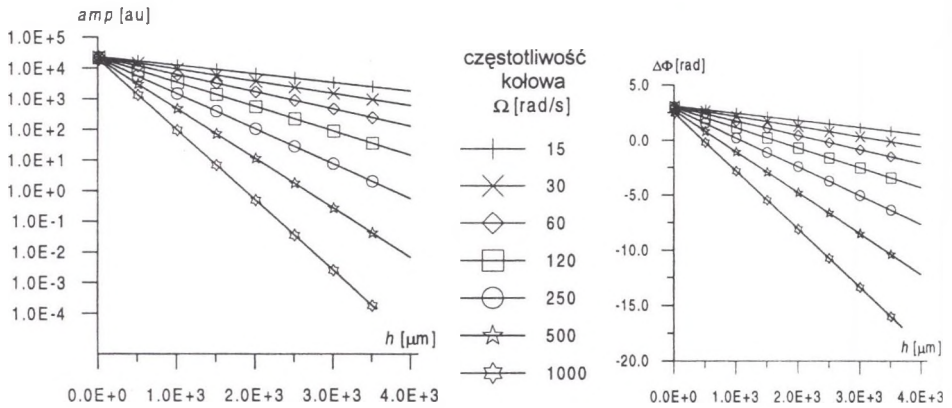 amp [au]
1.0E+5
1.0E+4
1.0E+3
1.0E+2
1.0E+1
1.0E+0
1.0E-1
1.0E-2
1.0E-2
1.0E-3
1.0E-4
h [μm]
0.0E+0 1.0E+3 2.0E+3 3.0E+3 4.0E+3
częstotliwość
kołowa
Ω [rad/s]
15
30
60
120
250
500
1000
ΔΦ [rad]
5.0
0.0
-5.0
-10.0
-15.0
-20.0
h [μm]
0.0E+0 1.0E+3 2.0E+3 3.0E+3 4.0E+3